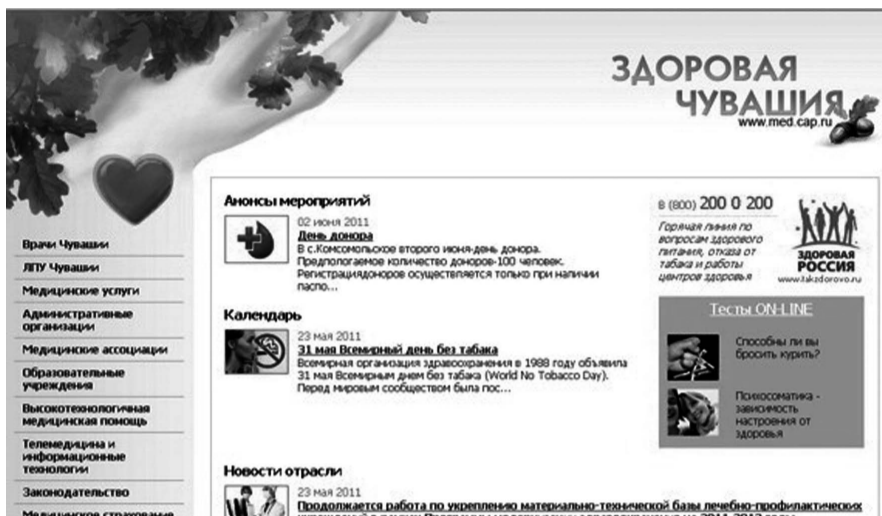 ЗДОРОВАЯ
ЧУВАШИЯ
www.med.cap.ru
Врачи Чувашии
ЛПУ Чувашии
Медицинские услуги
Административные
организации
Медицинские ассоциации
Образовательные
учреждения
Высокотехнологичная
медицинская помощь
Телемедицина и
информационные
технологии
Законодательство
Медицинское страхование
Анонсы мероприятий
02 июня 2011
День донора
В с.Комсомольское второго июня-день донора.
Предпологаемое количество доноров-100 человек.
Регистрациядоноров осуществляется только при наличии
паспо...
Календарь
23 мая 2011
31 мая Всемирный день без табака
Всемирная организация здравоохранения в 1988 году объявила
31 мая Всемирным днем без табака (World No Tobacco Day).
Перед мировым сообществом была пос...
Новости отрасли
23 мая 2011
Продолжается работа по укреплению материально-технической базы лечебно-профилактических
8 (800) 200 0 200
Горячая линия по
вопросам здорового
питания, отказа от
табака и работы
центров здоровья
ЗДОРОВАЯ
РОССИЯ
www.takzdorovo.ru
Тесты ON-LINE
Способны ли вы
бросить курить?
Психосоматика -
зависимость
настроения от
здоровья